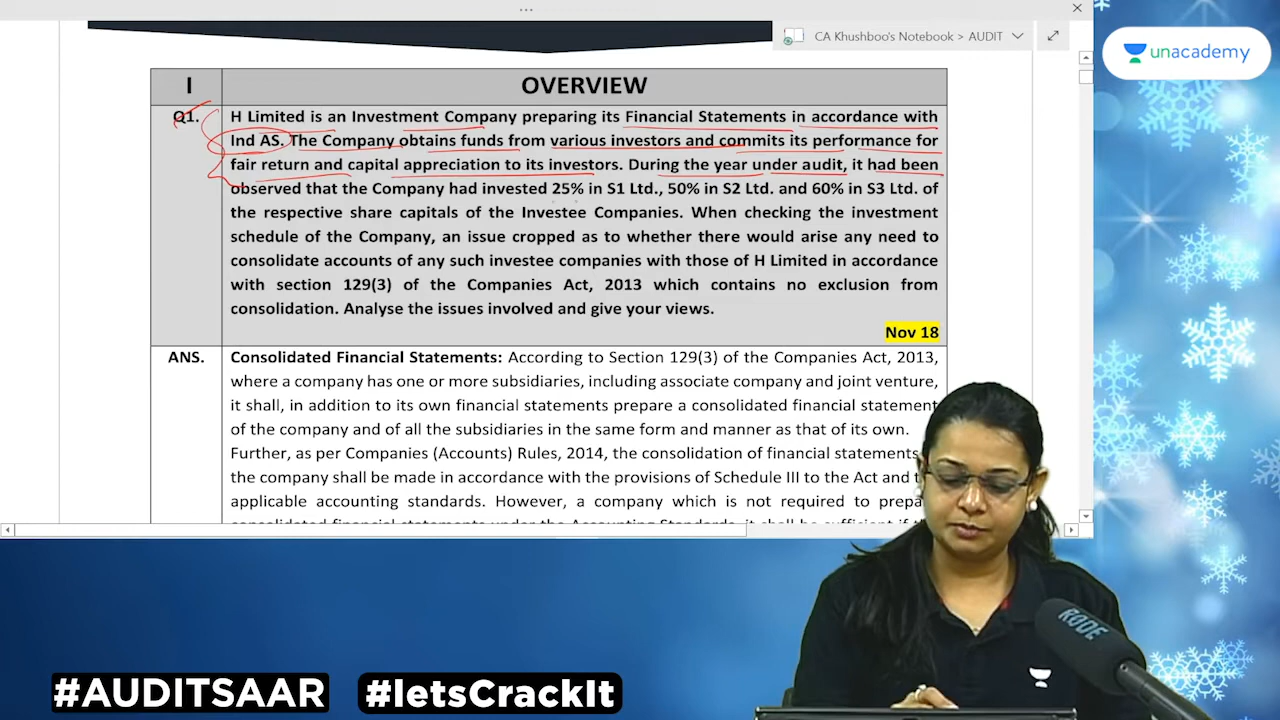 CA Khushboo's Notebook > AUDIT
unacademy
I OVERVIEW
Q1. H Limited is an Investment Company preparing its Financial Statements in accordance with
Ind AS. The Company obtains funds from various investors and commits its performance for
fair return and capital appreciation to its investors. During the year under audit, it had been
observed that the Company had invested 25% in S1 Ltd., 50% in S2 Ltd. and 60% in S3 Ltd. of
the respective share capitals of the Investee Companies. When checking the investment
schedule of the Company, an issue cropped as to whether there would arise any need to
consolidate accounts of any such investee companies with those of H Limited in accordance
with section 129(3) of the Companies Act, 2013 which contains no exclusion from
consolidation. Analyse the issues involved and give your views.
Nov 18
ANS. Consolidated Financial Statements: According to Section 129(3) of the Companies Act, 2013,
where a company has one or more subsidiaries, including associate company and joint venture,
it shall, in addition to its own financial statements prepare a consolidated financial statement
of the company and of all the subsidiaries in the same form and manner as that of its own.
Further, as per Companies (Accounts) Rules, 2014, the consolidation of financial statements
the company shall be made in accordance with the provisions of Schedule III to the Act and
applicable accounting standards. However, a company which is not required to
RØDE
#AUDITSAAR #letsCrackIt